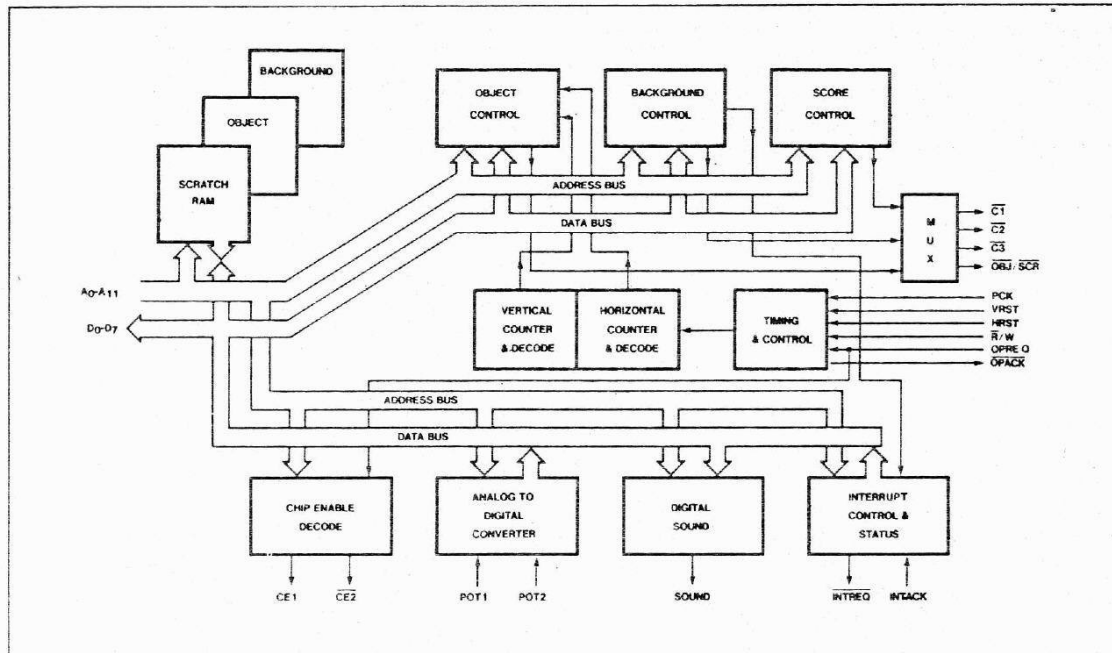 BACKGROUND
OBJECT
SCRATCH
RAM
OBJECT
CONTROL
BACKGROUND
CONTROL
SCORE
CONTROL
ADDRESS BUS
DATA BUS
M
U
X
C1
C2
C3
OBJ/SCR
A0-A11
D0-D7
VERTICAL
COUNTER
& DECODE
HORIZONTAL
COUNTER
& DECODE
TIMING
& CONTROL
PCK
VRST
HRST
R/W
OPREQ
OPACK
ADDRESS BUS
DATA BUS
CHIP ENABLE
DECODE
ANALOG TO
DIGITAL
CONVERTER
DIGITAL
SOUND
INTERRUPT
CONTROL &
STATUS
CE1
CE2
POT1
POT2
SOUND
INTREQ
INTACK